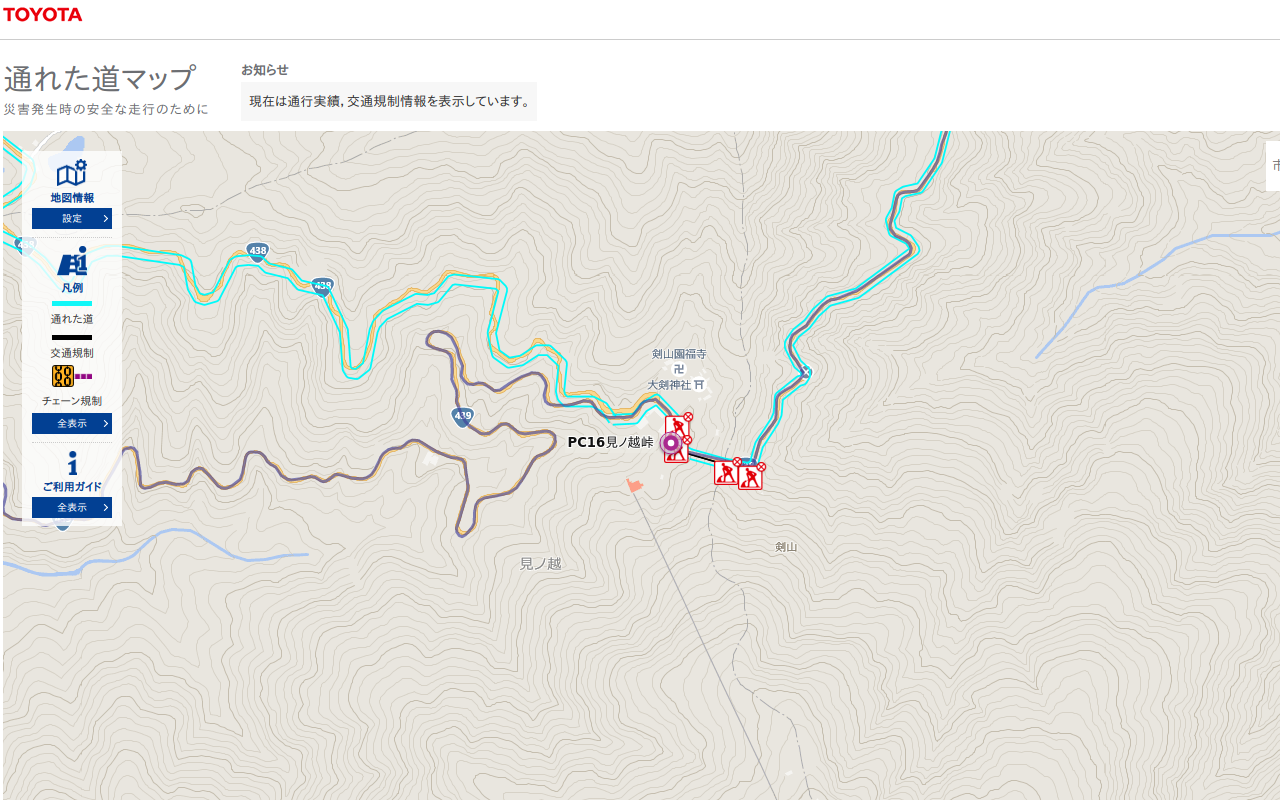 TOYOTA
通れた道マップ
災害発生時の安全な走行のために
お知らせ
現在は通行実績, 交通規制情報を表示しています。
市
地図情報
設定
凡例
通れた道
交通規制
チェーン規制
全表示
ご利用ガイド
全表示
438
438
439
剣山園福寺
大剣神社
PC16見ノ越峠
剣山
見ノ越